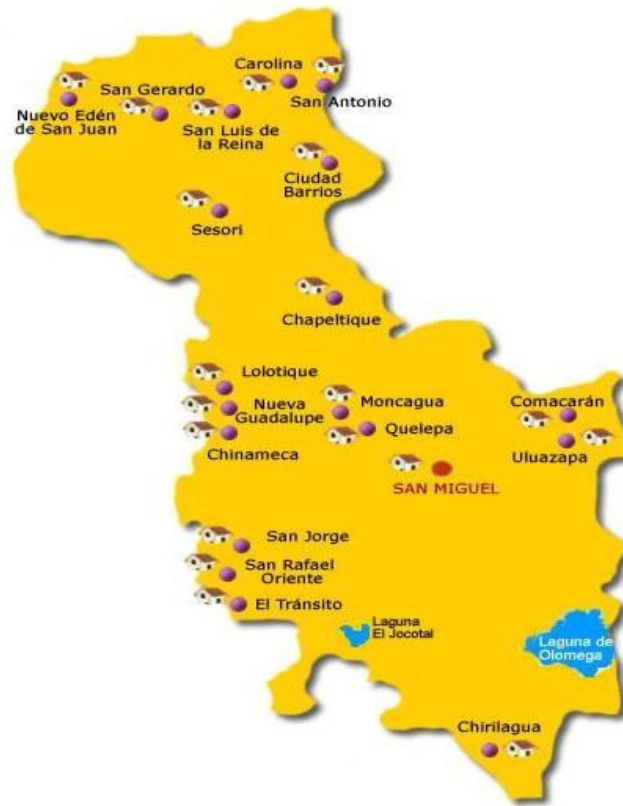 Carolina
San Gerardo
San Antonio
Nuevo Edén
de San Juan
San Luis de
la Reina
Ciudad
Barrios
Sesori
Chapeltique
Lolotique
Nueva
Guadalupe
Moncagua
Comacarán
Quelepa
Chinameca
Uluazapa
SAN MIGUEL
San Jorge
San Rafael
Oriente
El Tránsito
Laguna
El Jocotal
Laguna de
Olomega
Chirilagua